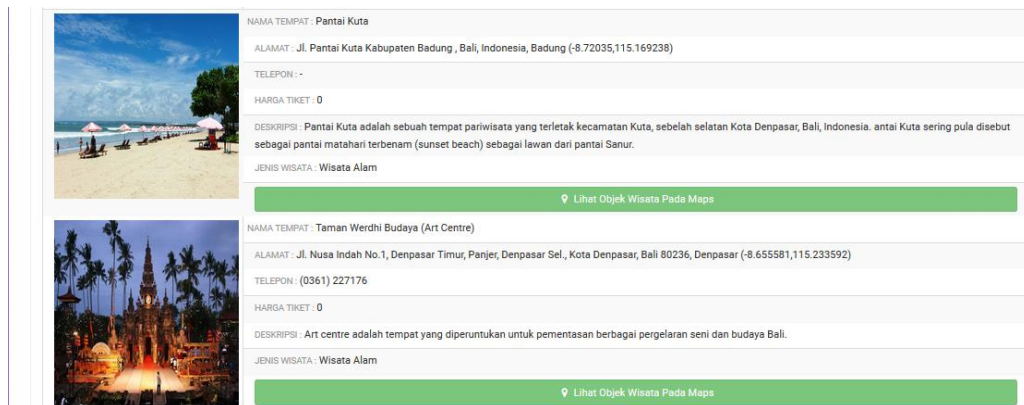 NAMA TEMPAT : Pantai Kuta
ALAMAT : Jl. Pantai Kuta Kabupaten Badung , Bali, Indonesia, Badung (-8.72035,115.169238)
TELEPON : -
HARGA TIKET : 0
DESKRIPSI : Pantai Kuta adalah sebuah tempat pariwisata yang terletak kecamatan Kuta, sebelah selatan Kota Denpasar, Bali, Indonesia. antai Kuta sering pula disebut
sebagai pantai matahari terbenam (sunset beach) sebagai lawan dari pantai Sanur.
JENIS WISATA : Wisata Alam
Lihat Objek Wisata Pada Maps
NAMA TEMPAT : Taman Werdhi Budaya (Art Centre)
ALAMAT : Jl. Nusa Indah No.1, Denpasar Timur, Panjer, Denpasar Sel., Kota Denpasar, Bali 80236, Denpasar (-8.655581,115.233592)
TELEPON : (0361) 227176
HARGA TIKET : 0
DESKRIPSI : Art centre adalah tempat yang diperuntukan untuk pementasan berbagai pergelaran seni dan budaya Bali.
JENIS WISATA : Wisata Alam
Lihat Objek Wisata Pada Maps